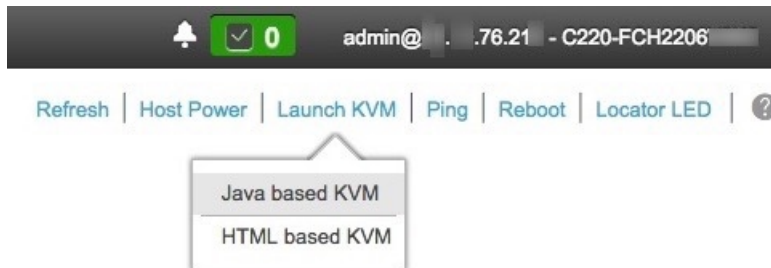 0 admin@ . .76.21 - C220-FCH2206
Refresh | Host Power | Launch KVM | Ping | Reboot | Locator LED | ?
Java based KVM
HTML based KVM